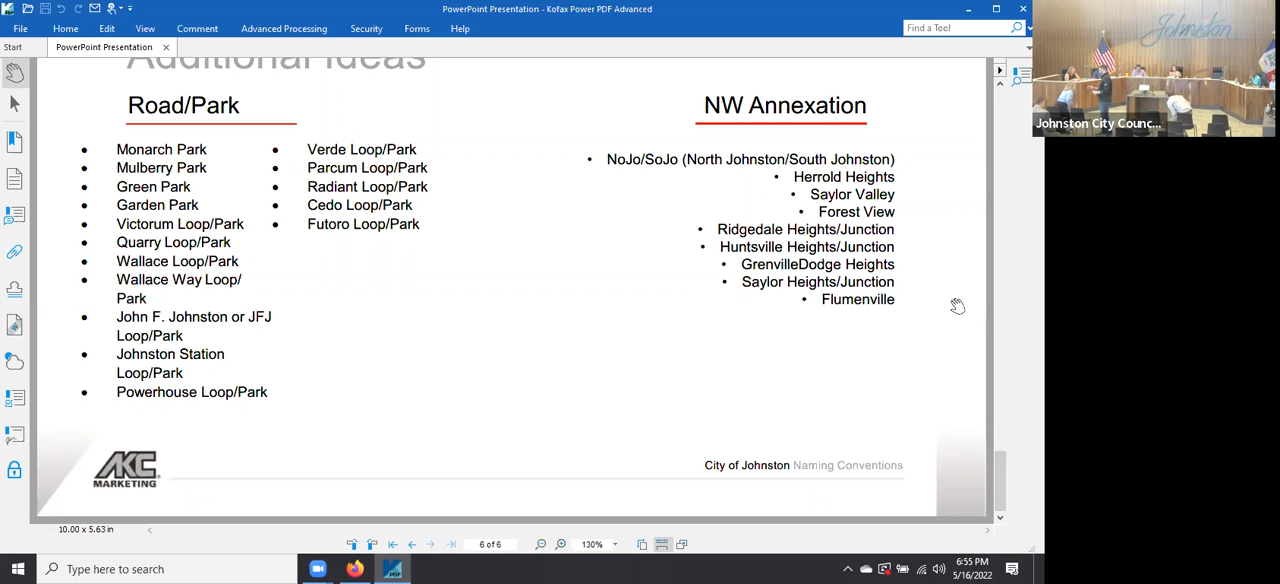 PowerPoint Presentation - Kofax Power PDF Advanced
File Home Edit View Comment Advanced Processing Security Forms Help
Find a Tool
Start PowerPoint Presentation
Additional Ideas
Road/Park
• Monarch Park
• Mulberry Park
• Green Park
• Garden Park
• Victorum Loop/Park
• Quarry Loop/Park
• Wallace Loop/Park
• Wallace Way Loop/
Park
• John F. Johnston or JFJ
Loop/Park
• Johnston Station
Loop/Park
• Powerhouse Loop/Park
• Verde Loop/Park
• Parcum Loop/Park
• Radiant Loop/Park
• Cedo Loop/Park
• Futoro Loop/Park
NW Annexation
• NoJo/SoJo (North Johnston/South Johnston)
• Herrold Heights
• Saylor Valley
• Forest View
• Ridgedale Heights/Junction
• Huntsville Heights/Junction
• GrenvilleDodge Heights
• Saylor Heights/Junction
• Flumenville
AKC
MARKETING
City of Johnston Naming Conventions
10.00 x 5.63 in
6 of 6
130%
Type here to search
6:55 PM
5/16/2022
Johnston
Johnston City Counc...